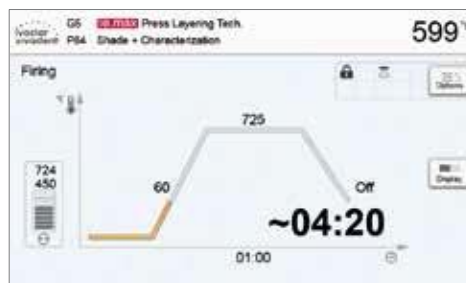 ivoclar vivadent G5 IPS e.max Press Layering Tech. 599°
P84 Shade + Characterization
Firing
Options
725
724
450
60
Off
Display
~04:20
01:00